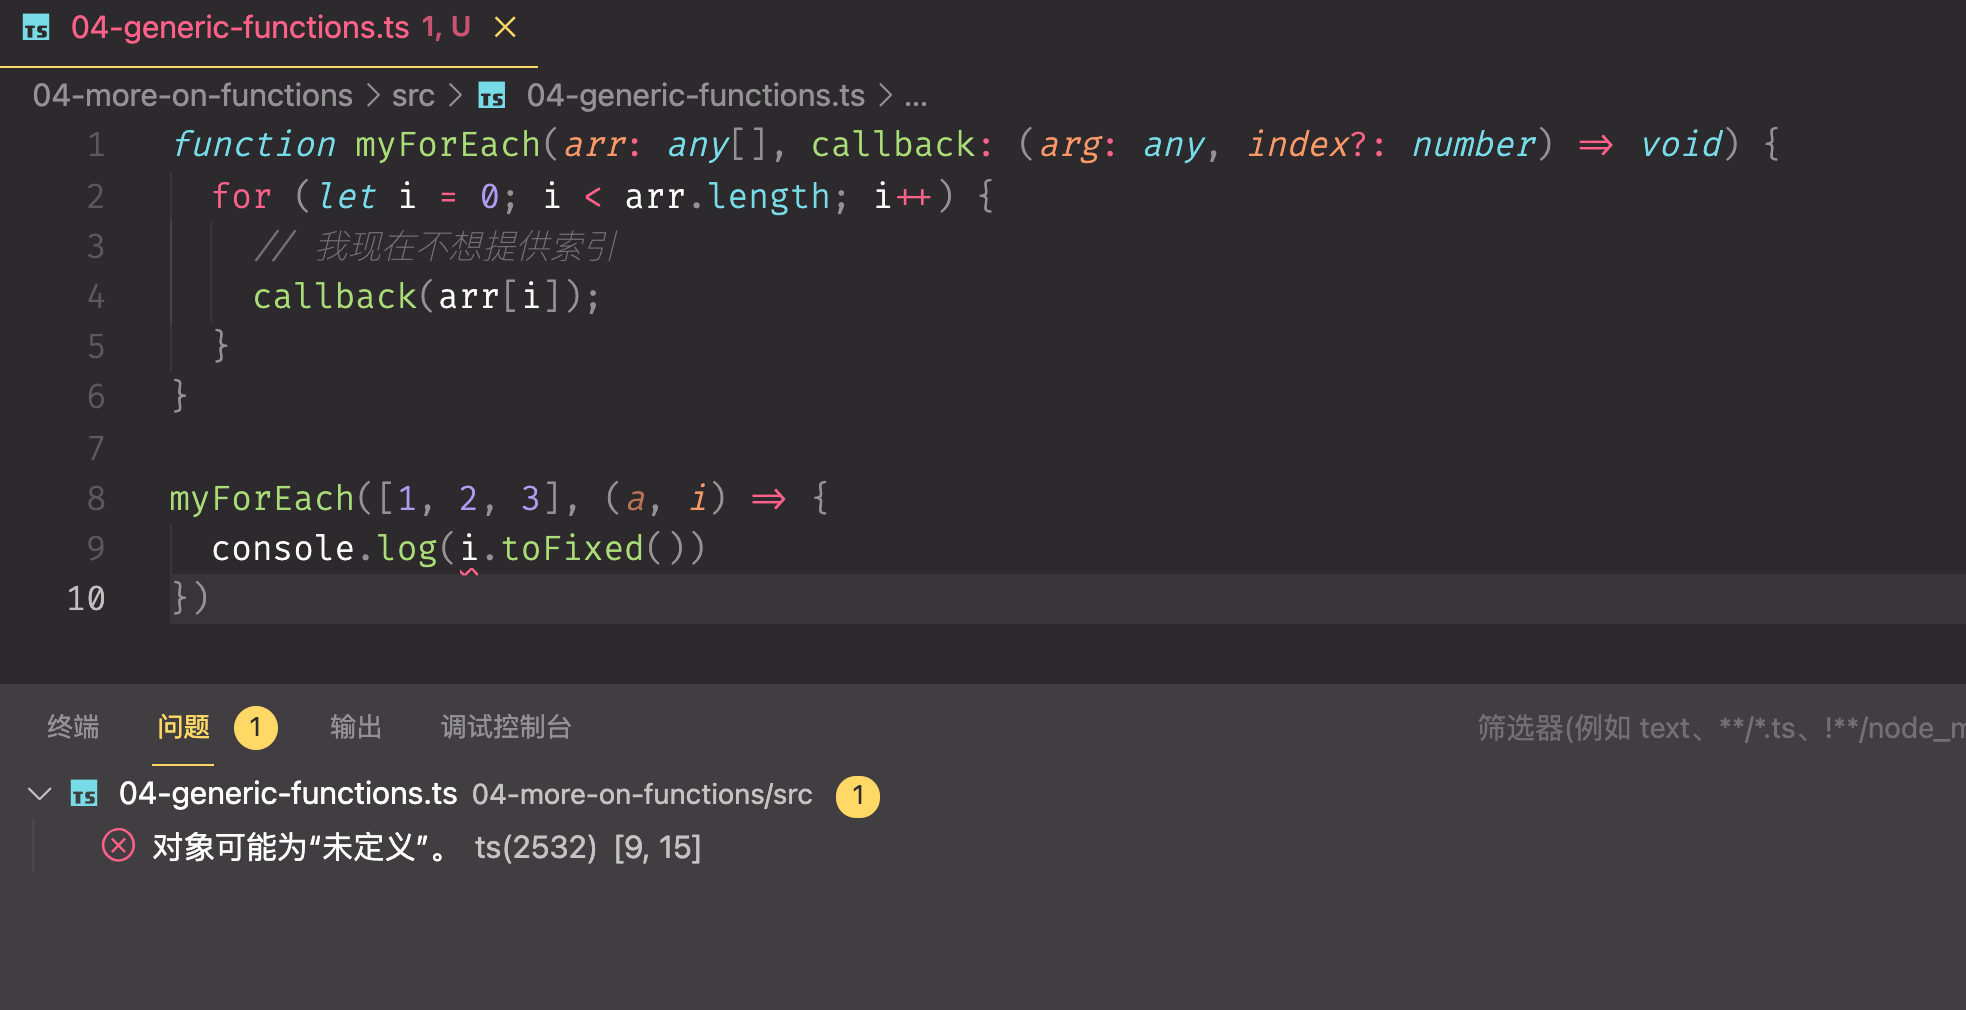 TS 04-generic-functions.ts 1, U
04-more-on-functions > src > TS 04-generic-functions.ts > ...
1 function myForEach(arr: any[], callback: (arg: any, index?: number) => void) {
2 for (let i = 0; i < arr.length; i++) {
3 // 我现在不想提供索引
4 callback(arr[i]);
5 }
6 }
7
8 myForEach([1, 2, 3], (a, i) => {
9 console.log(i.toFixed())
10 })
终端 问题 1 输出 调试控制台 筛选器(例如 text、**/*.ts、!**/node_m
TS 04-generic-functions.ts 04-more-on-functions/src 1
对象可能为“未定义”。 ts(2532) [9, 15]